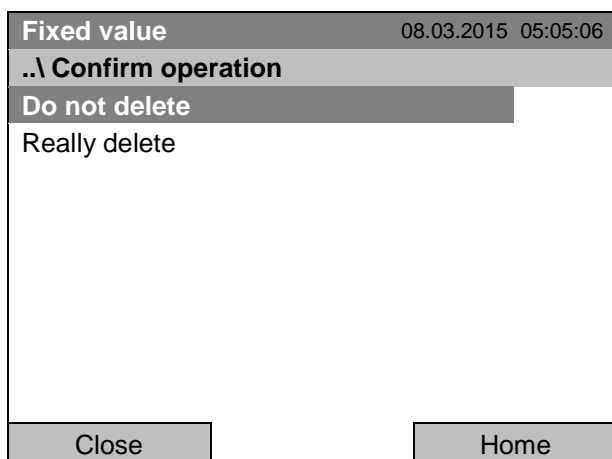 Fixed value 08.03.2015 05:05:06
..\ Confirm operation
Do not delete
Really delete
Close Home